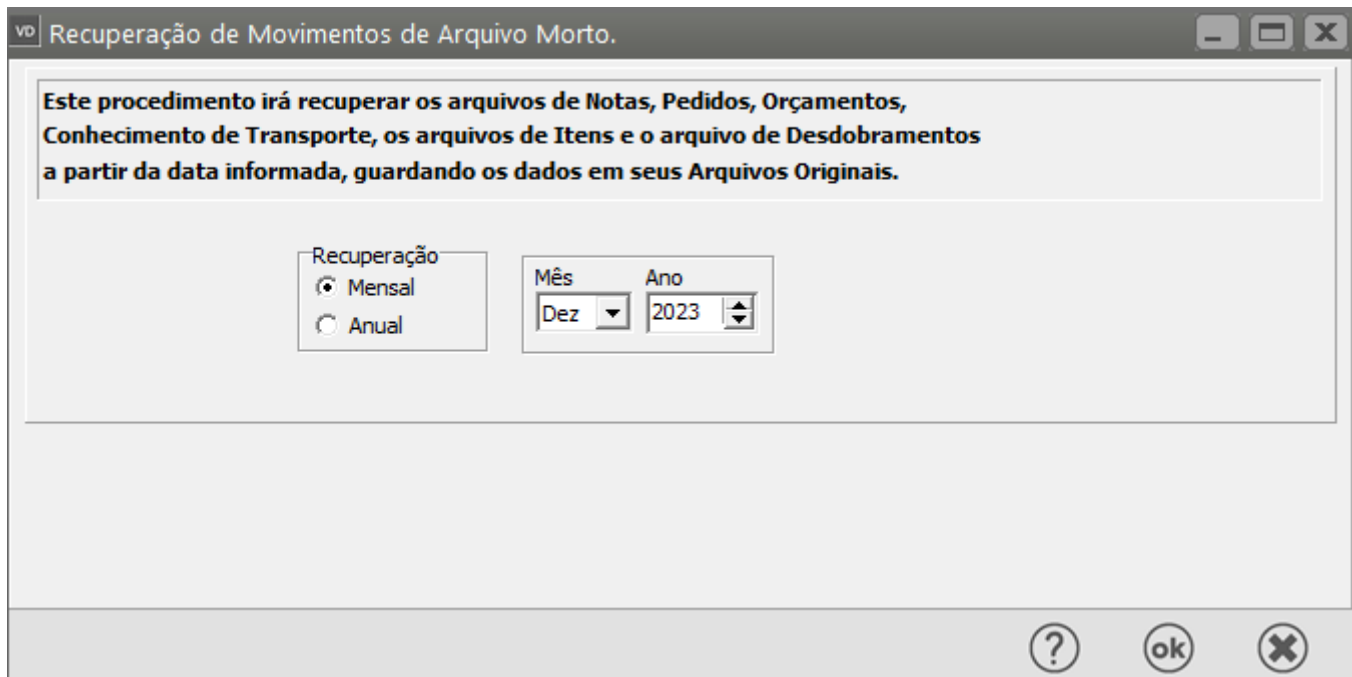 VD Recuperação de Movimentos de Arquivo Morto.
Este procedimento irá recuperar os arquivos de Notas, Pedidos, Orçamentos,
Conhecimento de Transporte, os arquivos de Itens e o arquivo de Desdobramentos
a partir da data informada, guardando os dados em seus Arquivos Originais.
Recuperação
Mensal
Anual
Mês Ano
Dez 2023
? ok